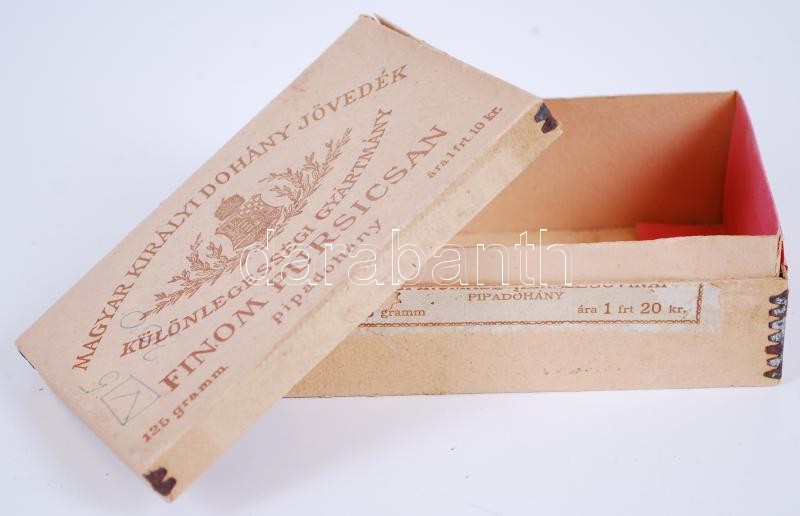 MAGYAR KIRÁLYI DOHÁNY JÖVEDÉK
KÜLÖNLEGESSÉGI GYÁRTMÁNY
FINOM PURSICSAN
pipadohány
125 gramm
ára 1 frt. 10 kr.
PIPADOHÁNY
gramm
ára 1 frt 20 kr.
darabanth